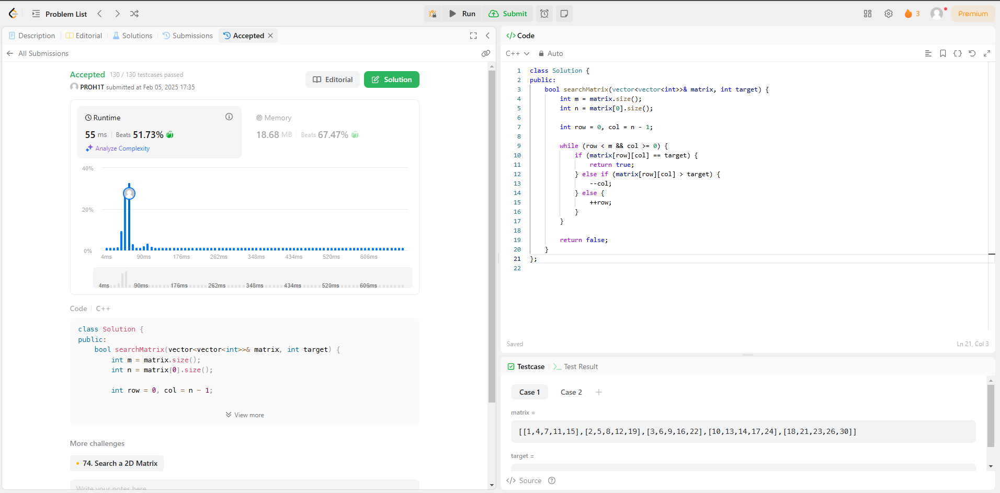 Problem List
Run
Submit
3
Premium
Description
Editorial
Solutions
Submissions
Accepted
All Submissions
Accepted 130 / 130 testcases passed
PROH1T submitted at Feb 05, 2025 17:35
Editorial
Solution
Runtime
55 ms Beats 51.73%
Analyze Complexity
Memory
18.68 MB Beats 67.47%
40%
20%
0%
4ms 90ms 176ms 262ms 348ms 434ms 520ms 606ms
4ms 90ms 176ms 262ms 348ms 434ms 520ms 606ms
Code C++
class Solution {
public:
    bool searchMatrix(vector<vector<int>>& matrix, int target) {
        int m = matrix.size();
        int n = matrix[0].size();

        int row = 0, col = n - 1;
View more
More challenges
74. Search a 2D Matrix
Write your notes here
</> Code
C++
Auto
1 class Solution {
2 public:
3     bool searchMatrix(vector<vector<int>>& matrix, int target) {
4         int m = matrix.size();
5         int n = matrix[0].size();
6
7         int row = 0, col = n - 1;
8
9         while (row < m && col >= 0) {
10             if (matrix[row][col] == target) {
11                 return true;
12             } else if (matrix[row][col] > target) {
13                 --col;
14             } else {
15                 ++row;
16             }
17         }
18
19         return false;
20     }
21 };
22
Saved
Ln 21, Col 3
Testcase
Test Result
Case 1
Case 2
matrix =
[[1,4,7,11,15],[2,5,8,12,19],[3,6,9,16,22],[10,13,14,17,24],[18,21,23,26,30]]
target =
</> Source